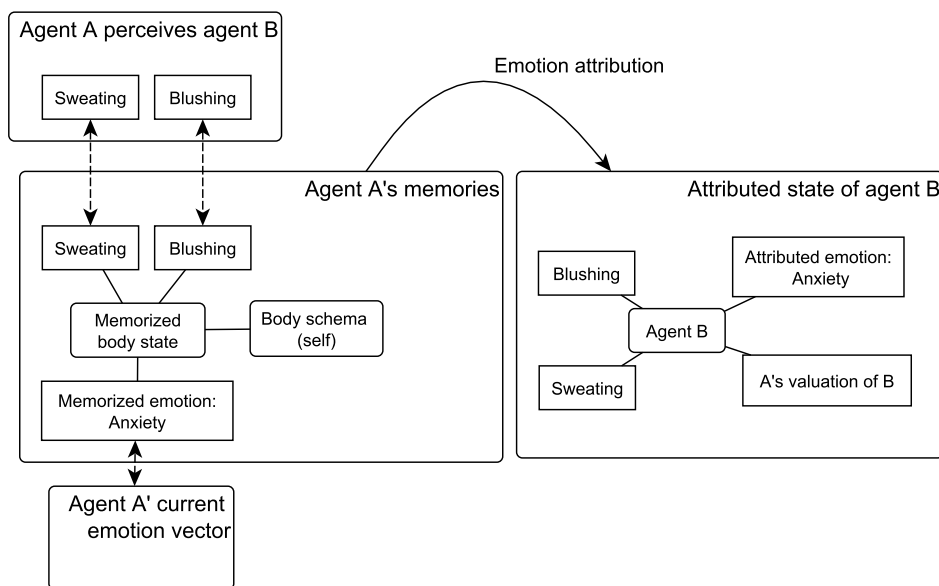 Agent A perceives agent B
Sweating
Blushing
Emotion attribution
Agent A's memories
Sweating
Blushing
Memorized
body state
Body schema
(self)
Memorized emotion:
Anxiety
Agent A' current
emotion vector
Attributed state of agent B
Blushing
Attributed emotion:
Anxiety
Agent B
Sweating
A's valuation of B